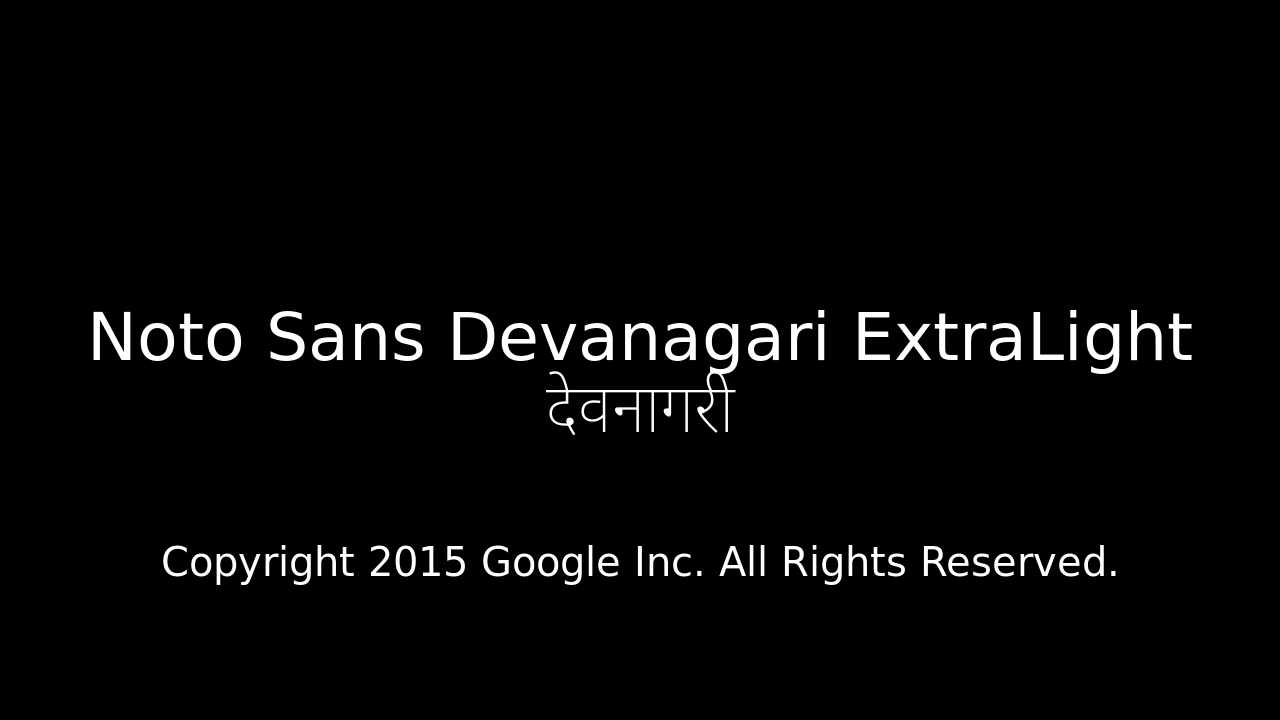 Noto Sans Devanagari ExtraLight
देवनागरी
Copyright 2015 Google Inc. All Rights Reserved.